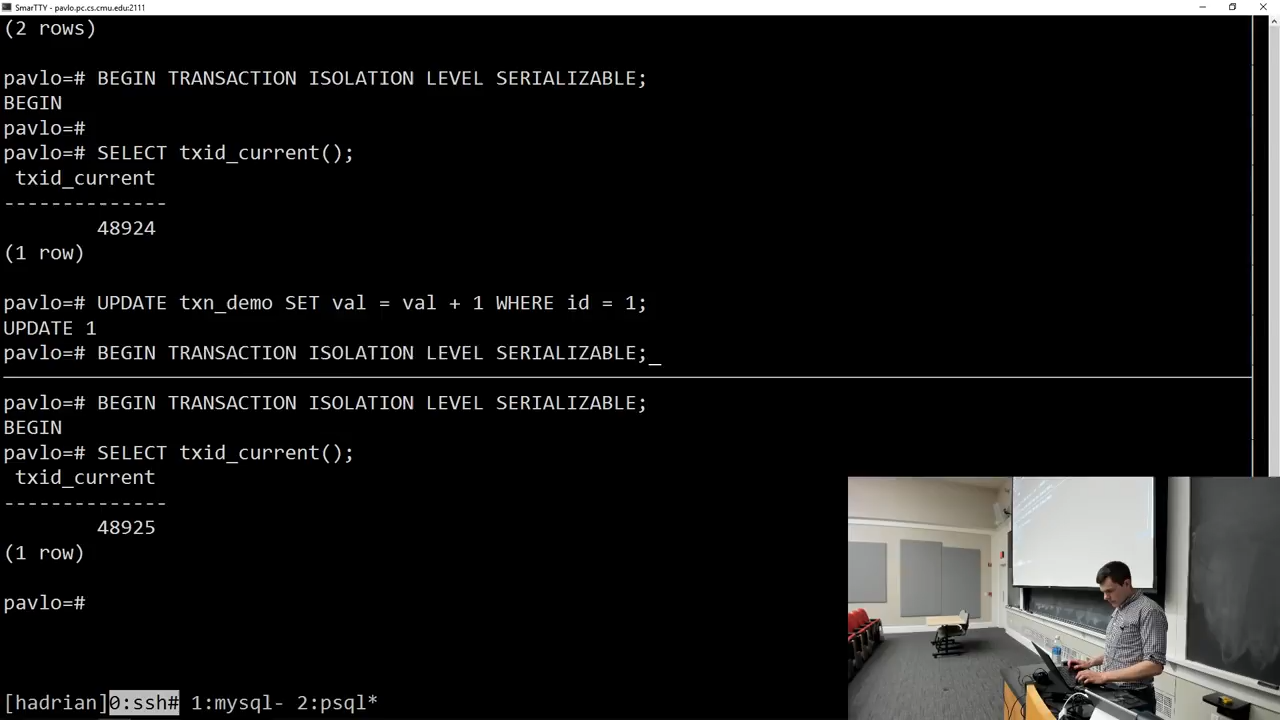 SmarTTY - pavlo.pc.cs.cmu.edu:2111
(2 rows)
pavlo=# BEGIN TRANSACTION ISOLATION LEVEL SERIALIZABLE;
BEGIN
pavlo=#
pavlo=# SELECT txid_current();
txid_current
--------------
48924
(1 row)
pavlo=# UPDATE txn_demo SET val = val + 1 WHERE id = 1;
UPDATE 1
pavlo=# BEGIN TRANSACTION ISOLATION LEVEL SERIALIZABLE;_
pavlo=# BEGIN TRANSACTION ISOLATION LEVEL SERIALIZABLE;
BEGIN
pavlo=# SELECT txid_current();
txid_current
--------------
48925
(1 row)
pavlo=#
[hadrian]0:ssh# 1:mysql- 2:psql*